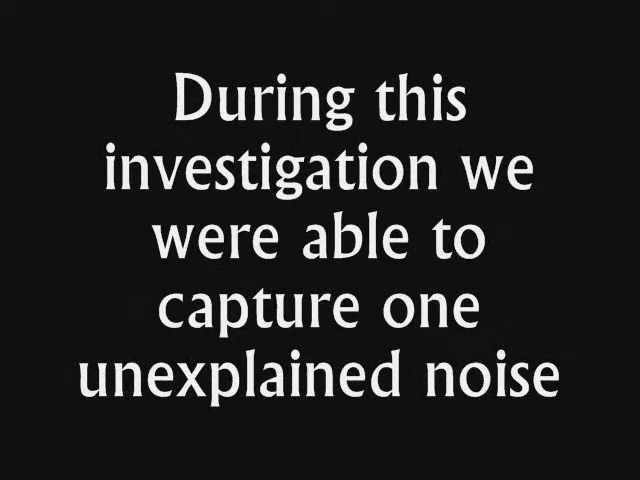 During this
investigation we
were able to
capture one
unexplained noise